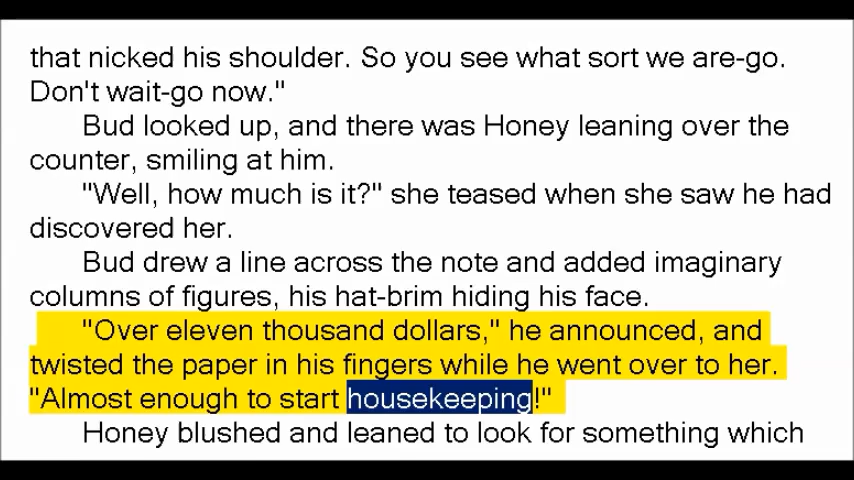 that nicked his shoulder. So you see what sort we are-go.
Don't wait-go now."
Bud looked up, and there was Honey leaning over the
counter, smiling at him.
"Well, how much is it?" she teased when she saw he had
discovered her.
Bud drew a line across the note and added imaginary
columns of figures, his hat-brim hiding his face.
"Over eleven thousand dollars," he announced, and
twisted the paper in his fingers while he went over to her.
"Almost enough to start housekeeping!"
Honey blushed and leaned to look for something which